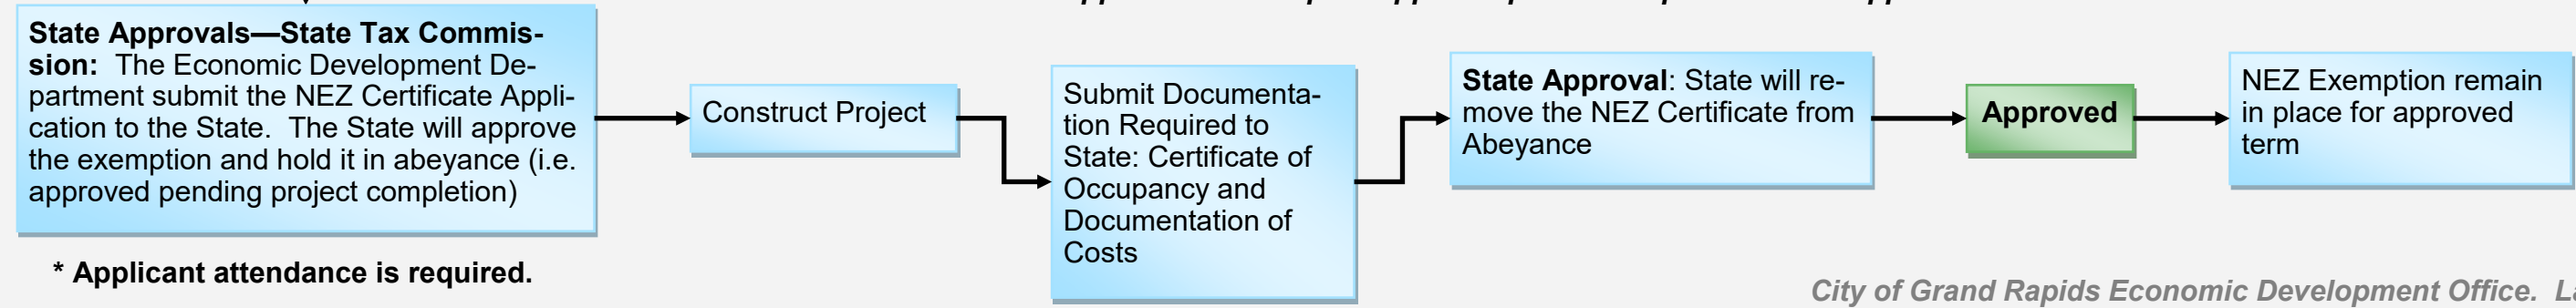 State Approvals—State Tax Commis-
sion:  The Economic Development De-
partment submit the NEZ Certificate Appli-
cation to the State.  The State will approve
the exemption and hold it in abeyance (i.e.
approved pending project completion)
* Applicant attendance is required.
Construct Project
Submit Documenta-
tion Required to
State: Certificate of
Occupancy and
Documentation of
Costs
State Approval: State will re-
move the NEZ Certificate from
Abeyance
Approved
NEZ Exemption remain
in place for approved
term
City of Grand Rapids Economic Development Office.